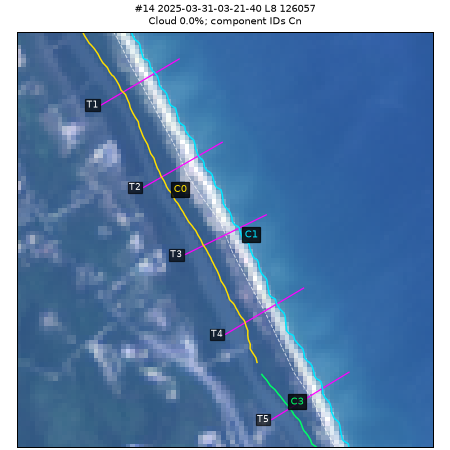 #14 2025-03-31-03-21-40 L8 126057
Cloud 0.0%; component IDs Cn
T1
T2
C0
C1
T3
T4
C3
T5